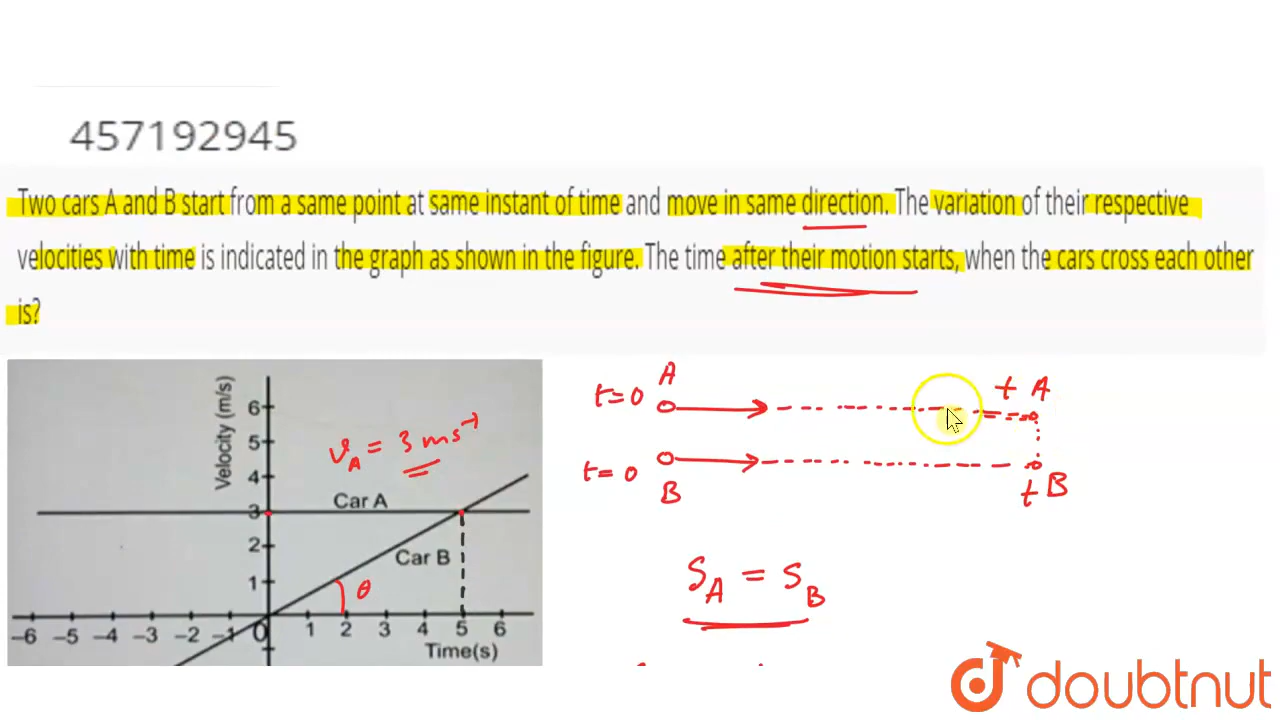 457192945
Two cars A and B start from a same point at same instant of time and move in same direction. The variation of their respective
velocities with time is indicated in the graph as shown in the figure. The time after their motion starts, when the cars cross each other
is?
Velocity (m/s)
6
5
4
3
2
1
Car A
Car B
-6 -5 -4 -3 -2 -1 0 1 2 3 4 5 6
Time(s)
v_A = 3 ms⁻¹
θ
A
t=0
t A
t=0
B
t B
S_A = S_B
doubtnut